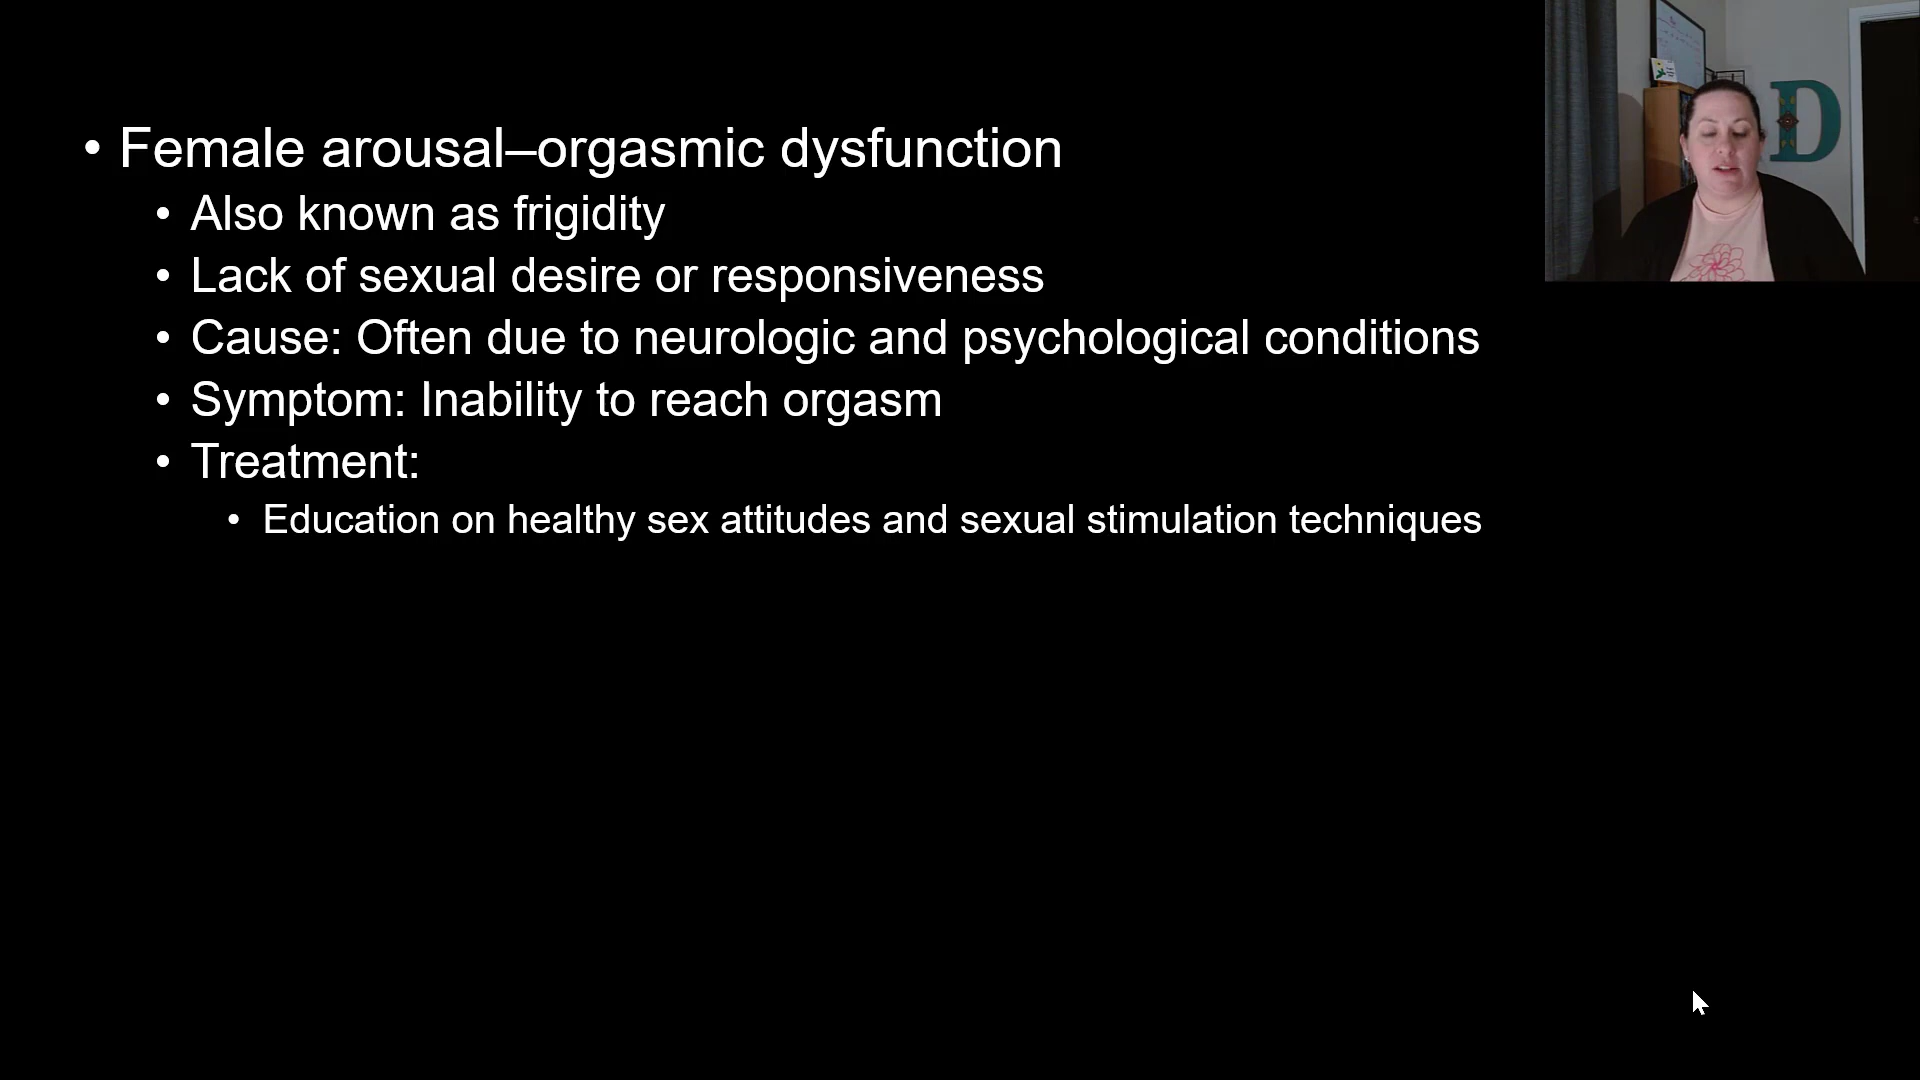 • Female arousal–orgasmic dysfunction
• Also known as frigidity
• Lack of sexual desire or responsiveness
• Cause: Often due to neurologic and psychological conditions
• Symptom: Inability to reach orgasm
• Treatment:
• Education on healthy sex attitudes and sexual stimulation techniques
D